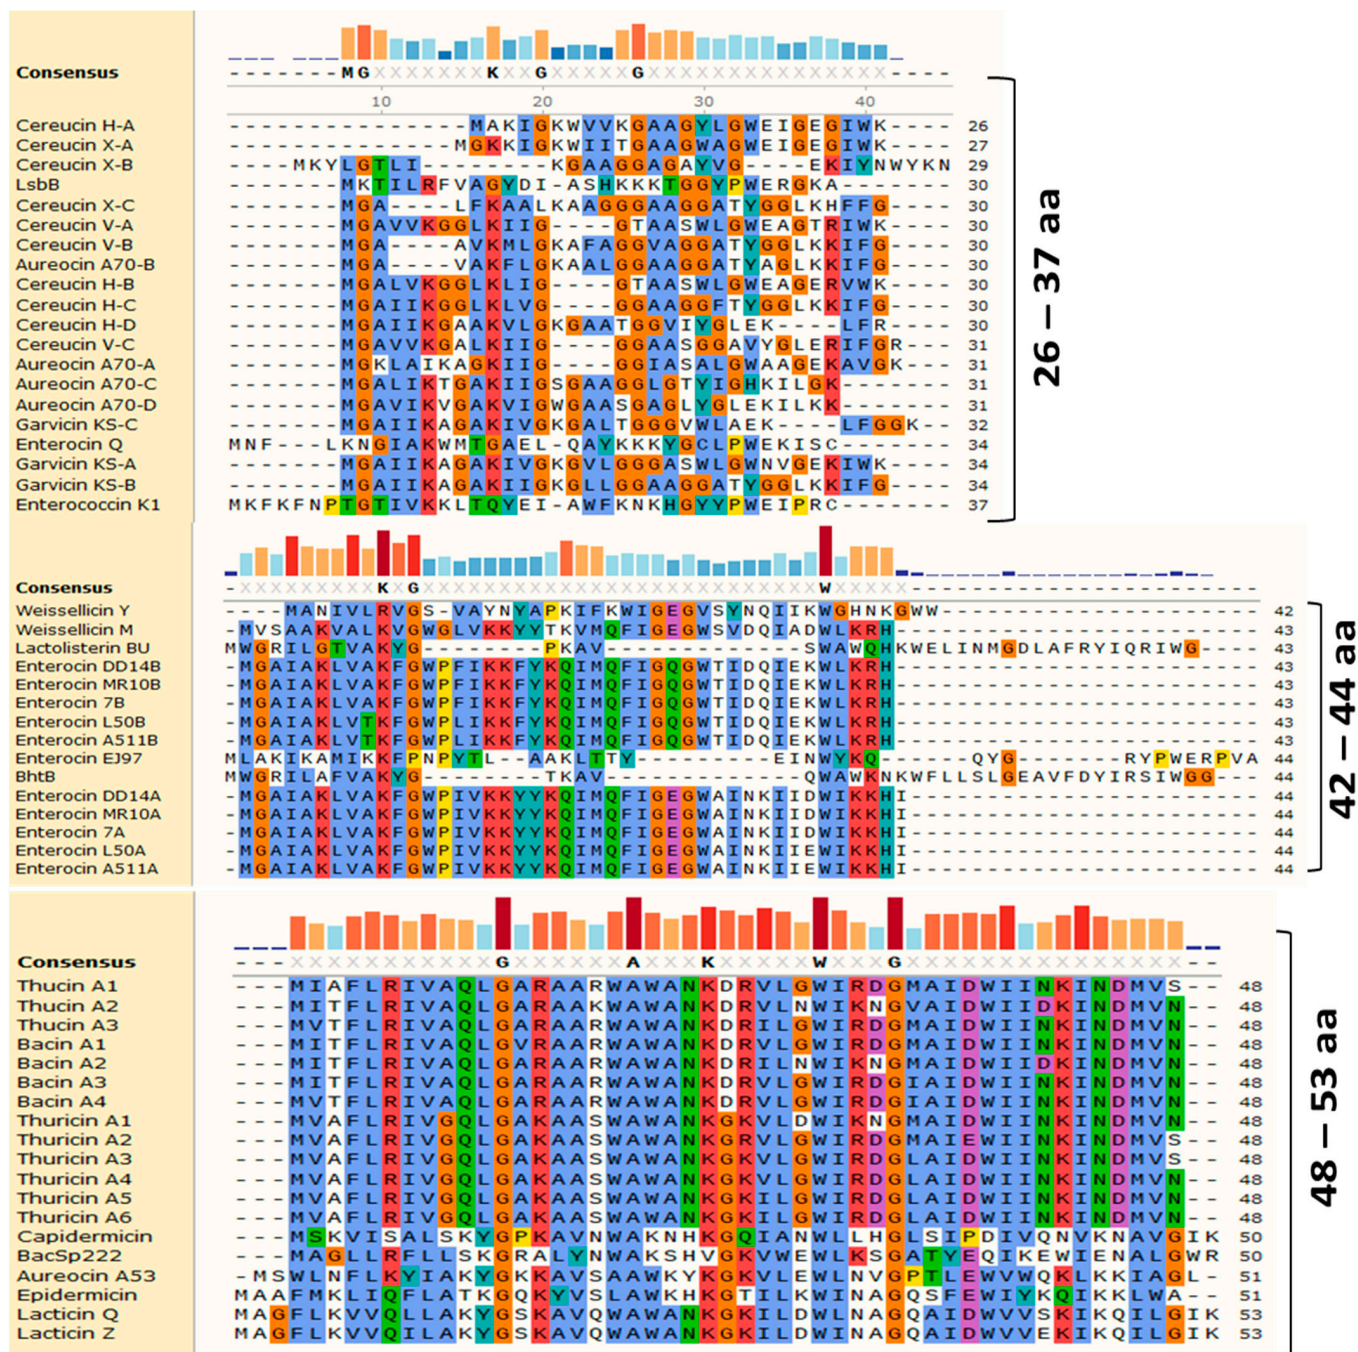 Consensus -------MGXXXXXXXKXXGXXXXXGXXXXXXXXXXXXXXX----
10 20 30 40
Cereucin H-A ---------------MAKIGKWVVKGAAGYLGWEIGEGIWK---- 26
Cereucin X-A --------------MGKKIGKWIITGAAGWAGWEIGEGIWK---- 27
Cereucin X-B ----MKYLGTLI--------KGAAGGAGAYVG----EKIYNWYKN 29
LsbB -------MKTILRFVAGYDI-ASHKKKTGGYPWERGKA------- 30
Cereucin X-C -------MGA----LFKAALKAAGGGAAGGATYGGLKHFFG---- 30
Cereucin V-A -------MGAVVKGGLKIIG----GTAASWLGWEAGTRIWK---- 30
Cereucin V-B -------MGA----AVKMLGKAFAGGVAGGATYGGLKKIFG---- 30
Aureocin A70-B -------MGA----VAKFLGKAALGGAAGGATYAGLKKIFG---- 30
Cereucin H-B -------MGALVKGGLKLIG----GTAASWLGWEAGERVWK---- 30
Cereucin H-C -------MGAIIKGGLKLVG----GGAAGGFTYGGLKKIFG---- 30
Cereucin H-D -------MGAIIKGAAKVLGKGAATGGVIYGLEK----LFR---- 30
Cereucin V-C -------MGAVVKGALKIIG----GGAASGGAVYGLERIFGR--- 31
Aureocin A70-A -------MGKLAIKAGKIIG----GGIASALGWAAGEKAVGK--- 31
Aureocin A70-C -------MGALIKTGAKIIGSGAAGGLGTYIGHKILGK------- 31
Aureocin A70-D -------MGAVIKVGAKVIGWGAASGAGLYGLEKILKK------- 31
Garvicin KS-C -------MGAIIKAGAKIVGKGALTGGGVWLAEK----LFGGK-- 32
Enterocin Q MNF---LKNGIAKWMTGAEL-QAYKKKYGCLPWEKISC------- 34
Garvicin KS-A -------MGAIIKAGAKIVGKGVLGGGASWLGWNVGEKIWK---- 34
Garvicin KS-B -------MGAIIKAGAKIIGKGLLGGAAGGATYGGLKKIFG---- 34
Enterococcin K1 MKFKFNPTGTIVKKLTQYEI-AWFKNKHGYYPWEIPRC------- 37
26 – 37 aa
Consensus -XXXXXXXXXKXGXXXXXXXXXXXXXXXXXXXXXXXXXXWXXXX------------------------
Weissellicin Y ----MANIVLRVGS-VAYNYAPKIFKWIGEGVSYNQIIKWGHNKGWW--------------------- 42
Weissellicin M -MVSAAKVALKVGWGLVKKYYTKVMQFIGEGWSVDQIADWLKRH------------------------ 43
Lactolisterin BU MWGRILGTVAKYG--------PKAV-------------SWAWQHKWELINMGDLAFRYIQRIWG---- 43
Enterocin DD14B -MGAIAKLVAKFGWPFIKKFYKQIMQFIGQGWTIDQIEKWLKRH------------------------ 43
Enterocin MR10B -MGAIAKLVAKFGWPFIKKFYKQIMQFIGQGWTIDQIEKWLKRH------------------------ 43
Enterocin 7B -MGAIAKLVAKFGWPFIKKFYKQIMQFIGQGWTIDQIEKWLKRH------------------------ 43
Enterocin L50B -MGAIAKLVTKFGWPLIKKFYKQIMQFIGQGWTIDQIEKWLKRH------------------------ 43
Enterocin A511B -MGAIAKLVTKFGWPLIKKFYKQIMQFIGQGWTIDQIEKWLKRH------------------------ 43
Enterocin EJ97 MLAKIKAMIKKFPNPYTL--AAKLTTY---------EINWYKQ------QYG-------RYPWERPVA 44
BhtB MWGRILAFVAKYG--------TKAV-------------QWAWKNKWFLLSLGEAVFDYIRSIWGG--- 44
Enterocin DD14A -MGAIAKLVAKFGWPIVKKYYKQIMQFIGEGWAINKIIDWIKKHI----------------------- 44
Enterocin MR10A -MGAIAKLVAKFGWPIVKKYYKQIMQFIGEGWAINKIIDWIKKHI----------------------- 44
Enterocin 7A -MGAIAKLVAKFGWPIVKKYYKQIMQFIGEGWAINKIIDWIKKHI----------------------- 44
Enterocin L50A -MGAIAKLVAKFGWPIVKKYYKQIMQFIGEGWAINKIIEWIKKHI----------------------- 44
Enterocin A511A -MGAIAKLVAKFGWPIVKKYYKQIMQFIGEGWAINKIIEWIKKHI----------------------- 44
42 – 44 aa
Consensus ---XXXXXXXXXXXGXXXXXXAXXXKXXXXXWXXXGXXXXXXXXXXXXXXX--
Thucin A1 ---MIAFLRIVAQLGARAARWAWANKDRVLGWIRDGMAIDWIINKINDMVS-- 48
Thucin A2 ---MITFLRIVAQLGARAAKWAWANKDRVLNWIRNGVAIDWIIDKINDMVN-- 48
Thucin A3 ---MVTFLRIVAQLGARAARWAWANKDRILGWIRDGMAIDWIINKINDMVN-- 48
Bacin A1 ---MITFLRIVAQLGVRAARWAWANKDRVLGWIRDGMAIDWIINKINDMVN-- 48
Bacin A2 ---MITFLRIVAQLGARAARWAWANKDRILNWIKNGMAIDWIIDKINDMVN-- 48
Bacin A3 ---MITFLRIVAQLGARAARWAWANKDRVLGWIRDGIAIDWIINKINDMVN-- 48
Bacin A4 ---MVTFLRIVAQLGARAARWAWANKDRVLGWIRDGIAIDWIINKINDMVN-- 48
Thuricin A1 ---MVAFLRIVGQLGARAASWAWANKGKVLDWIKNGMAIDWIINKINDMVN-- 48
Thuricin A2 ---MVAFLRIVGQLGAKAASWAWANKGRVLGWIRDGMAIEWIINKINDMVS-- 48
Thuricin A3 ---MVAFLRIVGQLGAKAASWAWANKGKVLGWIRDGLAIDWIINKINDMVS-- 48
Thuricin A4 ---MVAFLRIVAQLGAKAASWAWANKGKVLGWIRDGLAIDWIINKINDMVN-- 48
Thuricin A5 ---MVAFLRIVAQLGAKAASWAWANKGKILGWIRDGLAIDWIINKINDMVN-- 48
Thuricin A6 ---MVAFLRIVGQLGAKAASWAWANKGKILGWIRDGLAIDWIINKINDMVN-- 48
Capidermicin ---MSKVISALSKYGPKAVNWAKNHKGQIANWLLHGLSIPDIVQNVKNAVGIK 50
BacSp222 ---MAGLLRFLLSKGRALYNWAKSHVGKVWEWLKSGATYEQIKEWIENALGWR 50
Aureocin A53 -MSWLNFLKYIAKYGKKAVSAAWKYKGKVLEWLNVGPTLEWVWQKLKKIAGL- 51
Epidermicin MAAFMKLIQFLATKGQKYVSLAWKHKGTILKWINAGQSFEWIYKQIKKLWA-- 51
Lacticin Q MAGFLKVVQLLAKYGSKAVQWAWANKGKILDWLNAGQAIDWVVSKIKQILGIK 53
Lacticin Z MAGFLKVVQILAKYGSKAVQWAWANKGKILDWINAGQAIDWVVEKIKQILGIK 53
48 – 53 aa